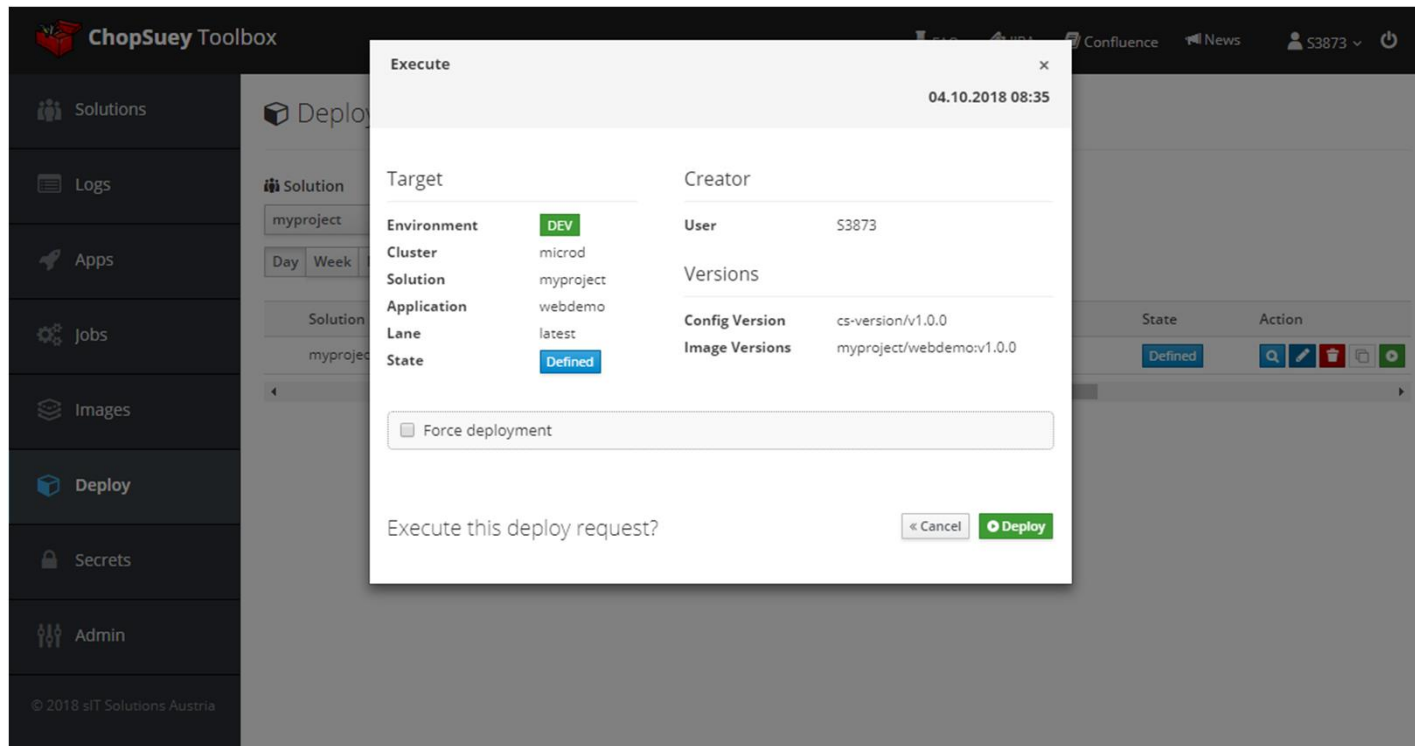 ChopSuey Toolbox
Confluence
News
S3873
Solutions
Logs
Apps
Jobs
Images
Deploy
Secrets
Admin
© 2018 sIT Solutions Austria
Solution
myproject
Day Week
Solution
State Action
Defined
Execute ×
04.10.2018 08:35
Target
Environment DEV
Cluster microd
Solution myproject
Application webdemo
Lane latest
State Defined
Creator
User S3873
Versions
Config Version cs-version/v1.0.0
Image Versions myproject/webdemo:v1.0.0
Force deployment
Execute this deploy request?
« Cancel Deploy